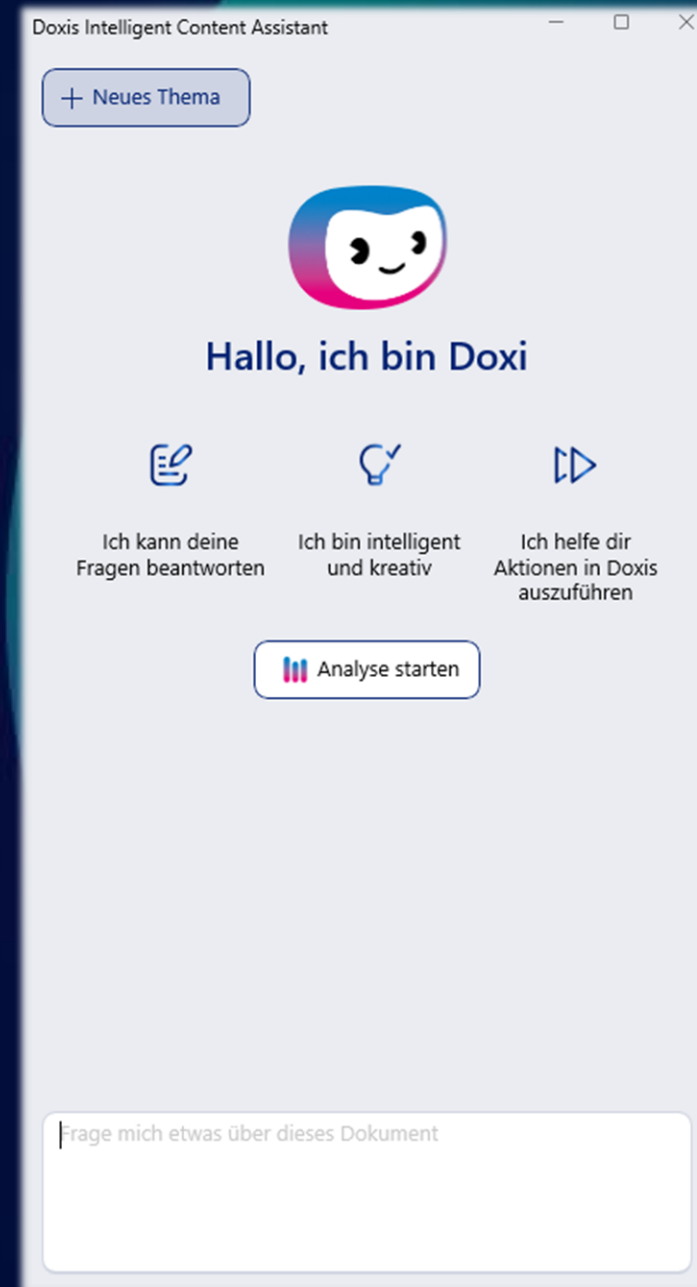 Doxis Intelligent Content Assistant
Neues Thema
Hallo, ich bin Doxi
Ich kann deine
Fragen beantworten
Ich bin intelligent
und kreativ
Ich helfe dir
Aktionen in Doxis
auszuführen
Analyse starten
Frage mich etwas über dieses Dokument